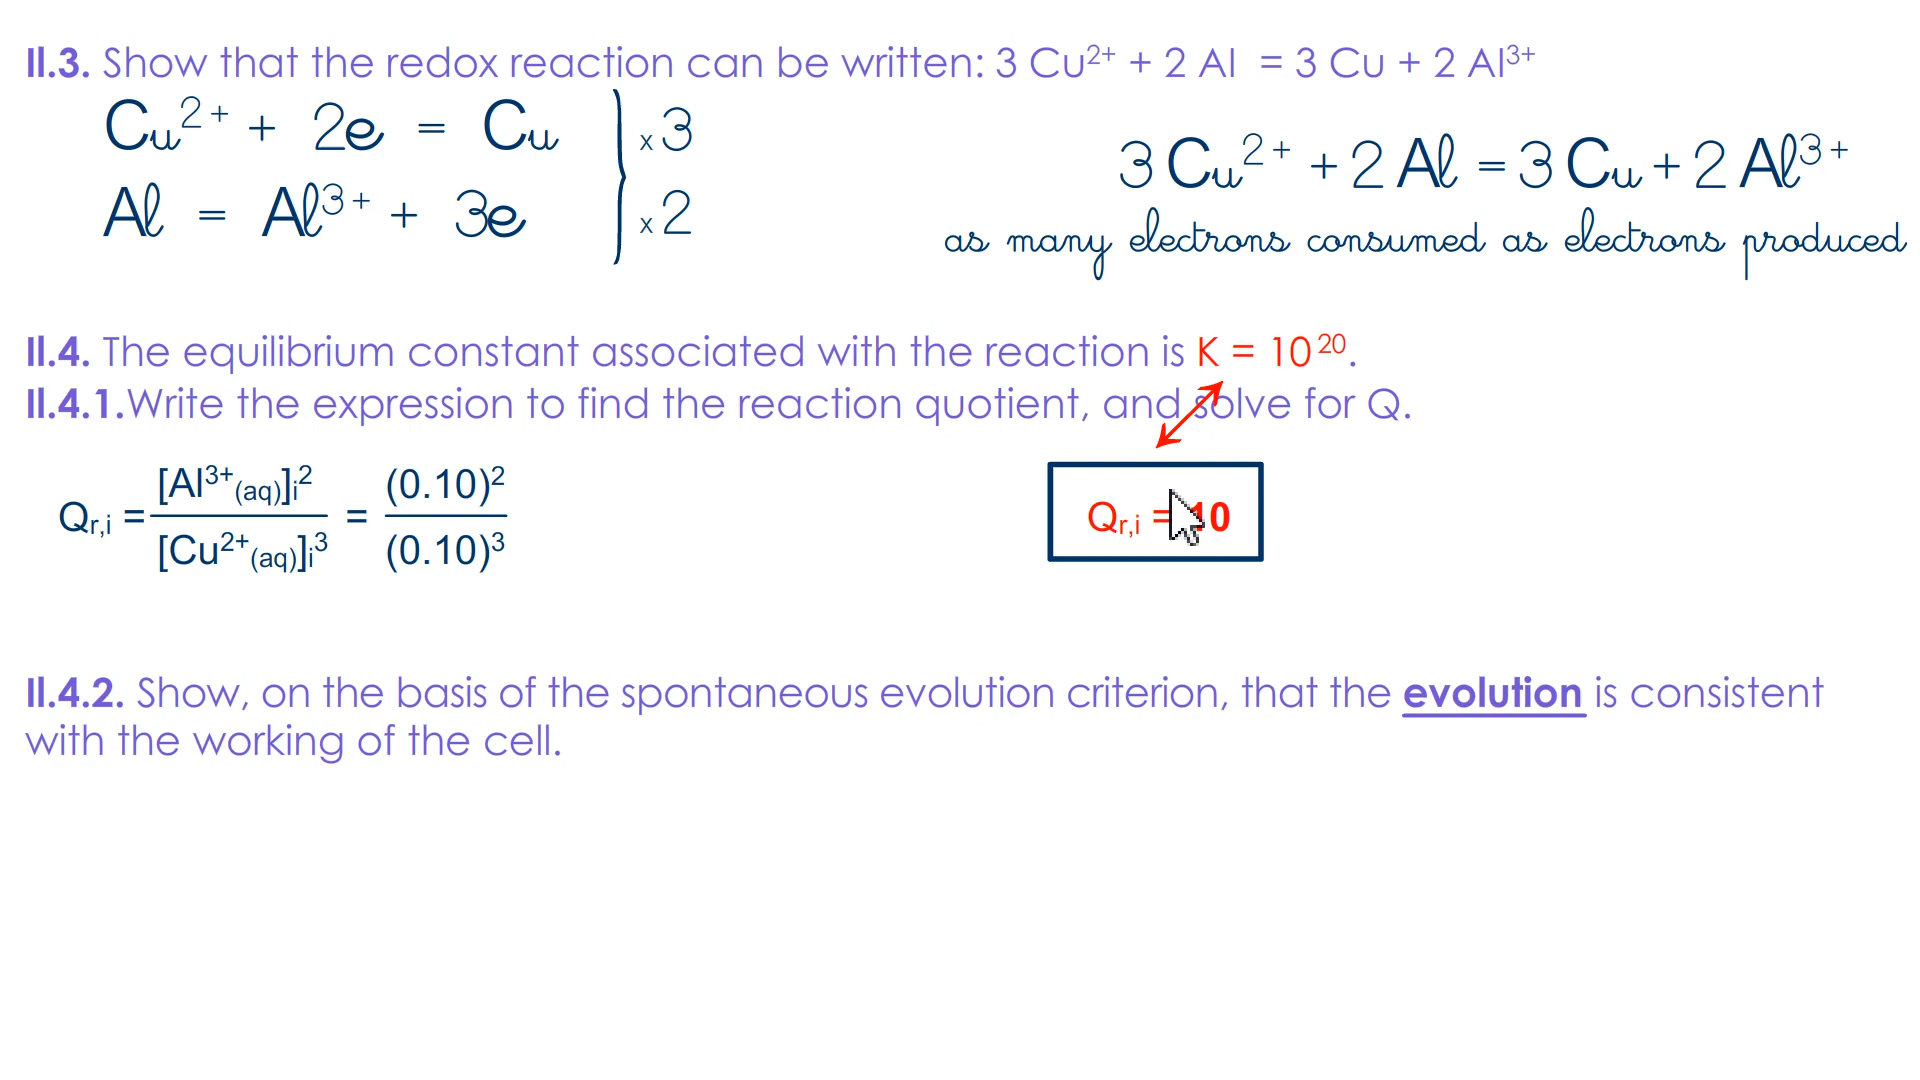 II.3. Show that the redox reaction can be written: 3 Cu²⁺ + 2 Al = 3 Cu + 2 Al³⁺
Cu²⁺ + 2e = Cu
x 3
Al = Al³⁺ + 3e
x 2
3 Cu²⁺ + 2 Al = 3 Cu + 2 Al³⁺
as many electrons consumed as electrons produced
II.4. The equilibrium constant associated with the reaction is K = 10²⁰.
II.4.1.Write the expression to find the reaction quotient, and solve for Q.
Qr,i = [Al³⁺(aq)]i² / [Cu²⁺(aq)]i³ = (0.10)² / (0.10)³
Qr,i = 10
II.4.2. Show, on the basis of the spontaneous evolution criterion, that the evolution is consistent
with the working of the cell.